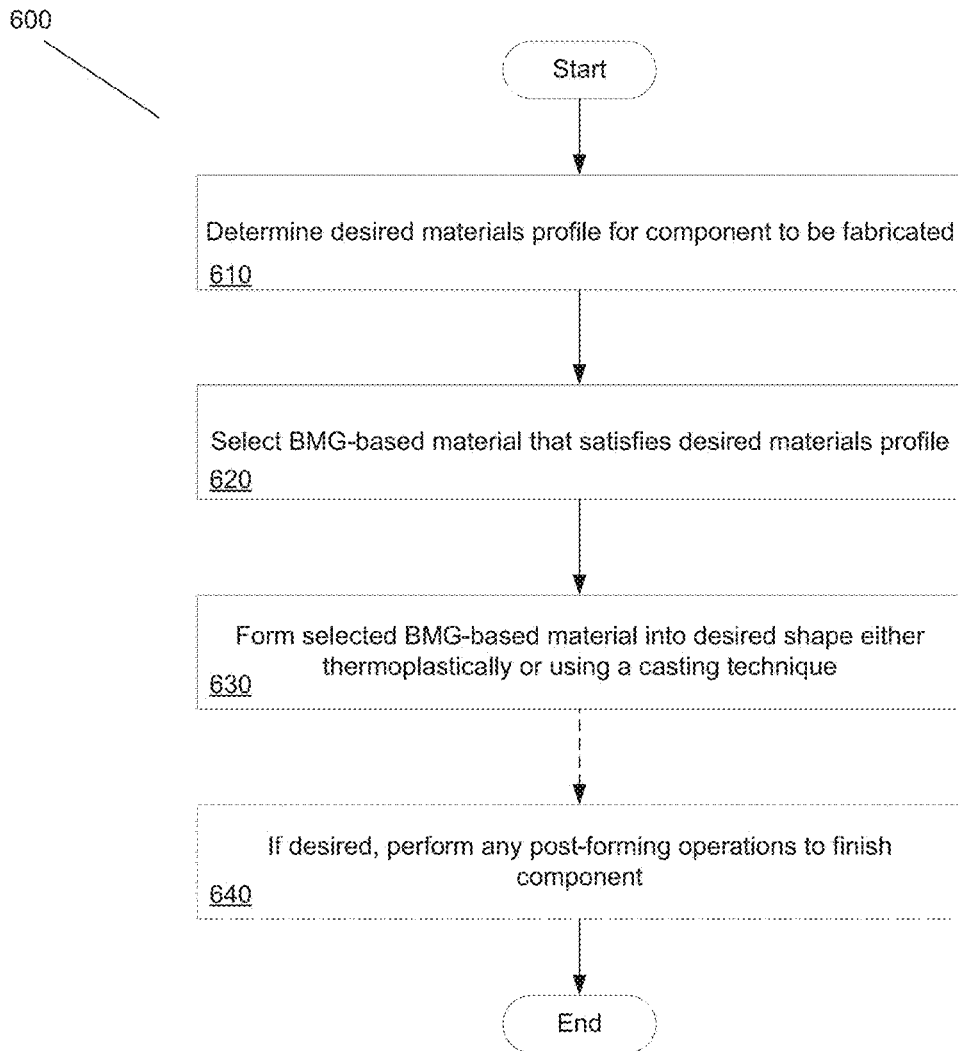 600
Start
Determine desired materials profile for component to be fabricated
610
Select BMG-based material that satisfies desired materials profile
620
Form selected BMG-based material into desired shape either
thermoplastically or using a casting technique
630
If desired, perform any post-forming operations to finish
component
640
End